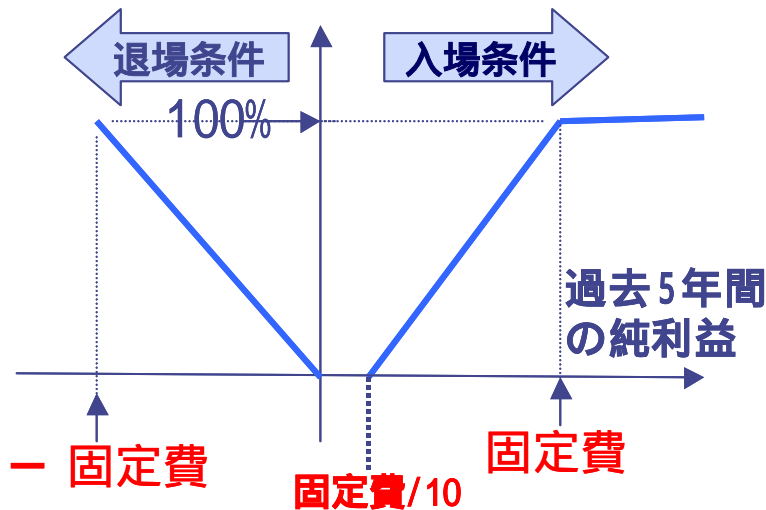 退場条件
入場条件
100%
過去5年間
の純利益
− 固定費
固定費/10
固定費